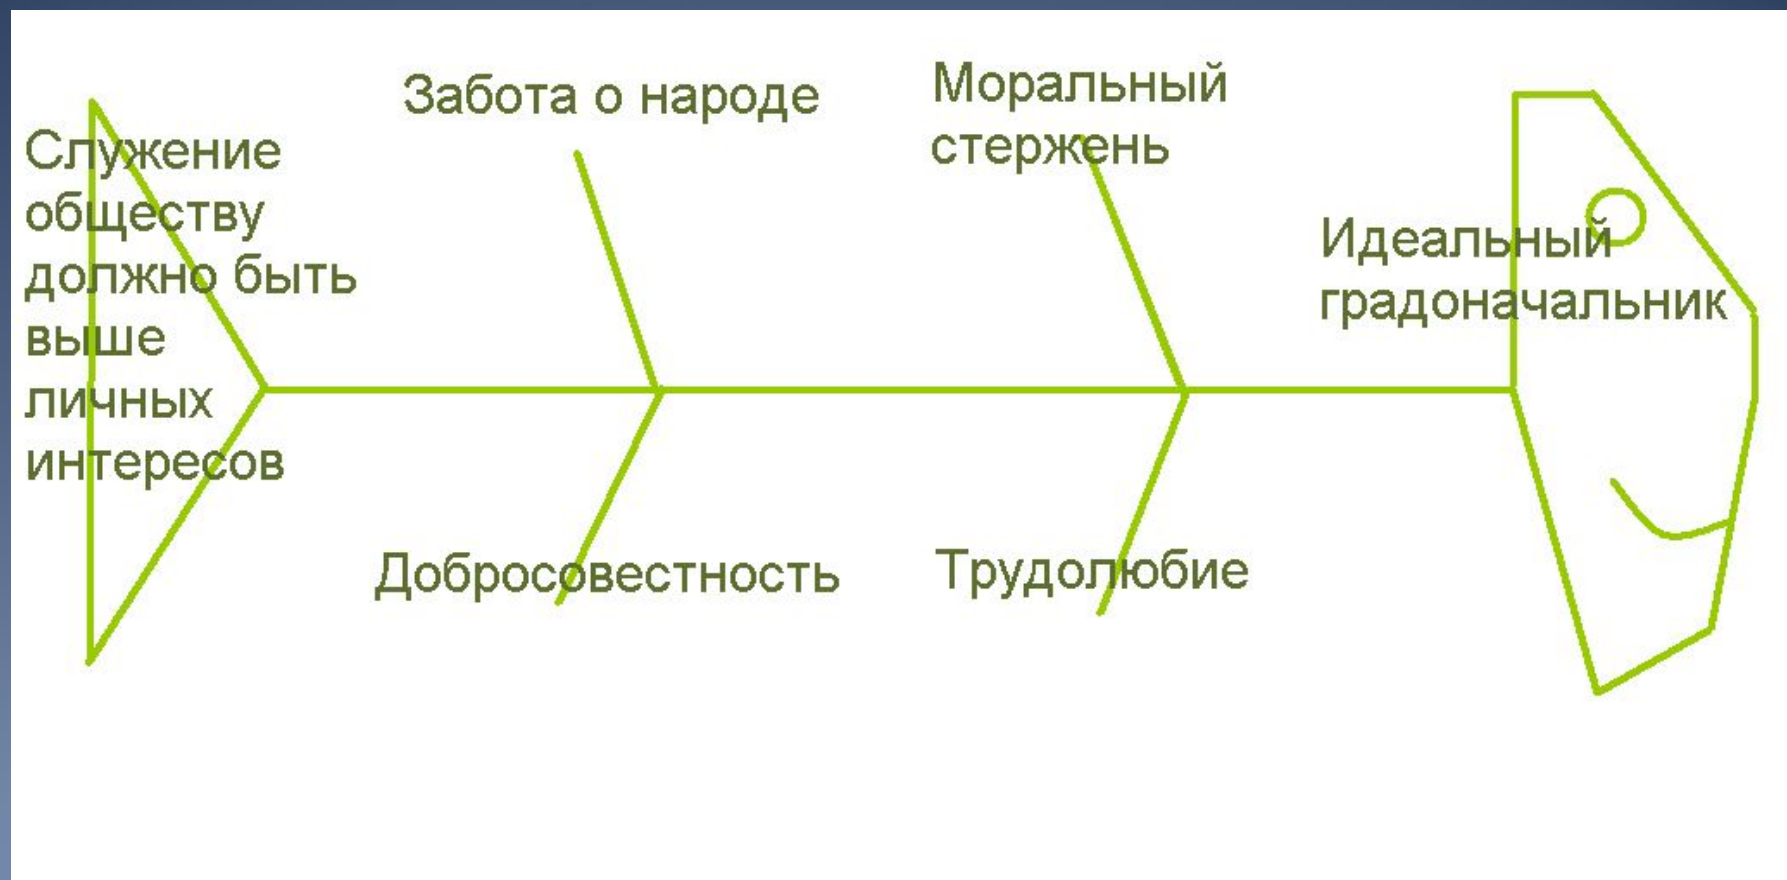 Забота о народе
Моральный
стержень
Служение
обществу
должно быть
выше
личных
интересов
Идеальный
градоначальник
Добросовестность
Трудолюбие